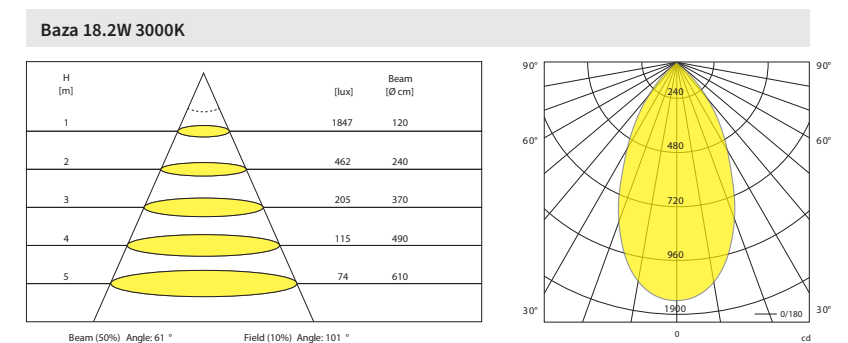 Baza 18.2W 3000K
H
[m]
[lux]
Beam
[Ø cm]
1 1847 120
2 462 240
3 205 370
4 115 490
5 74 610
Beam (50%) Angle: 61 °
Field (10%) Angle: 101 °
90° 90°
240
60° 60°
480
720
960
30° 1900 0/180 30°
0
cd